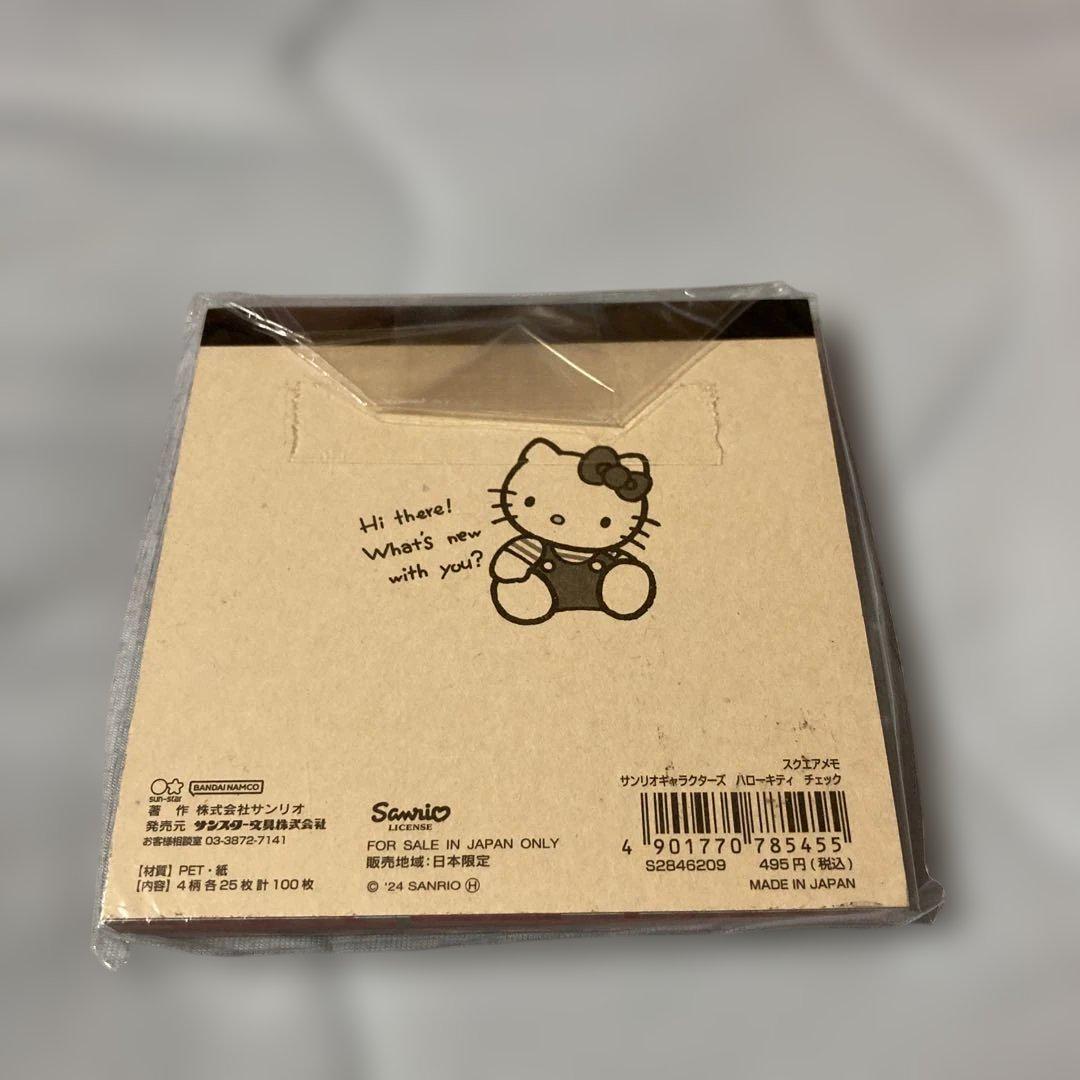 Hi there!
What's new
with you?
sun-star
BANDAI NAMCO
著 作 株式会社サンリオ
発売元 サンスター文具株式会社
お客様相談室 03-3872-7141
【材質】PET・紙
【内容】4柄各25枚計100枚
Sanrio
LICENSE
FOR SALE IN JAPAN ONLY
販売地域:日本限定
© '24 SANRIO Ⓗ
スクエアメモ
サンリオキャラクターズ ハローキティ チェック
4 901770 785455
S2846209 495円(税込)
MADE IN JAPAN